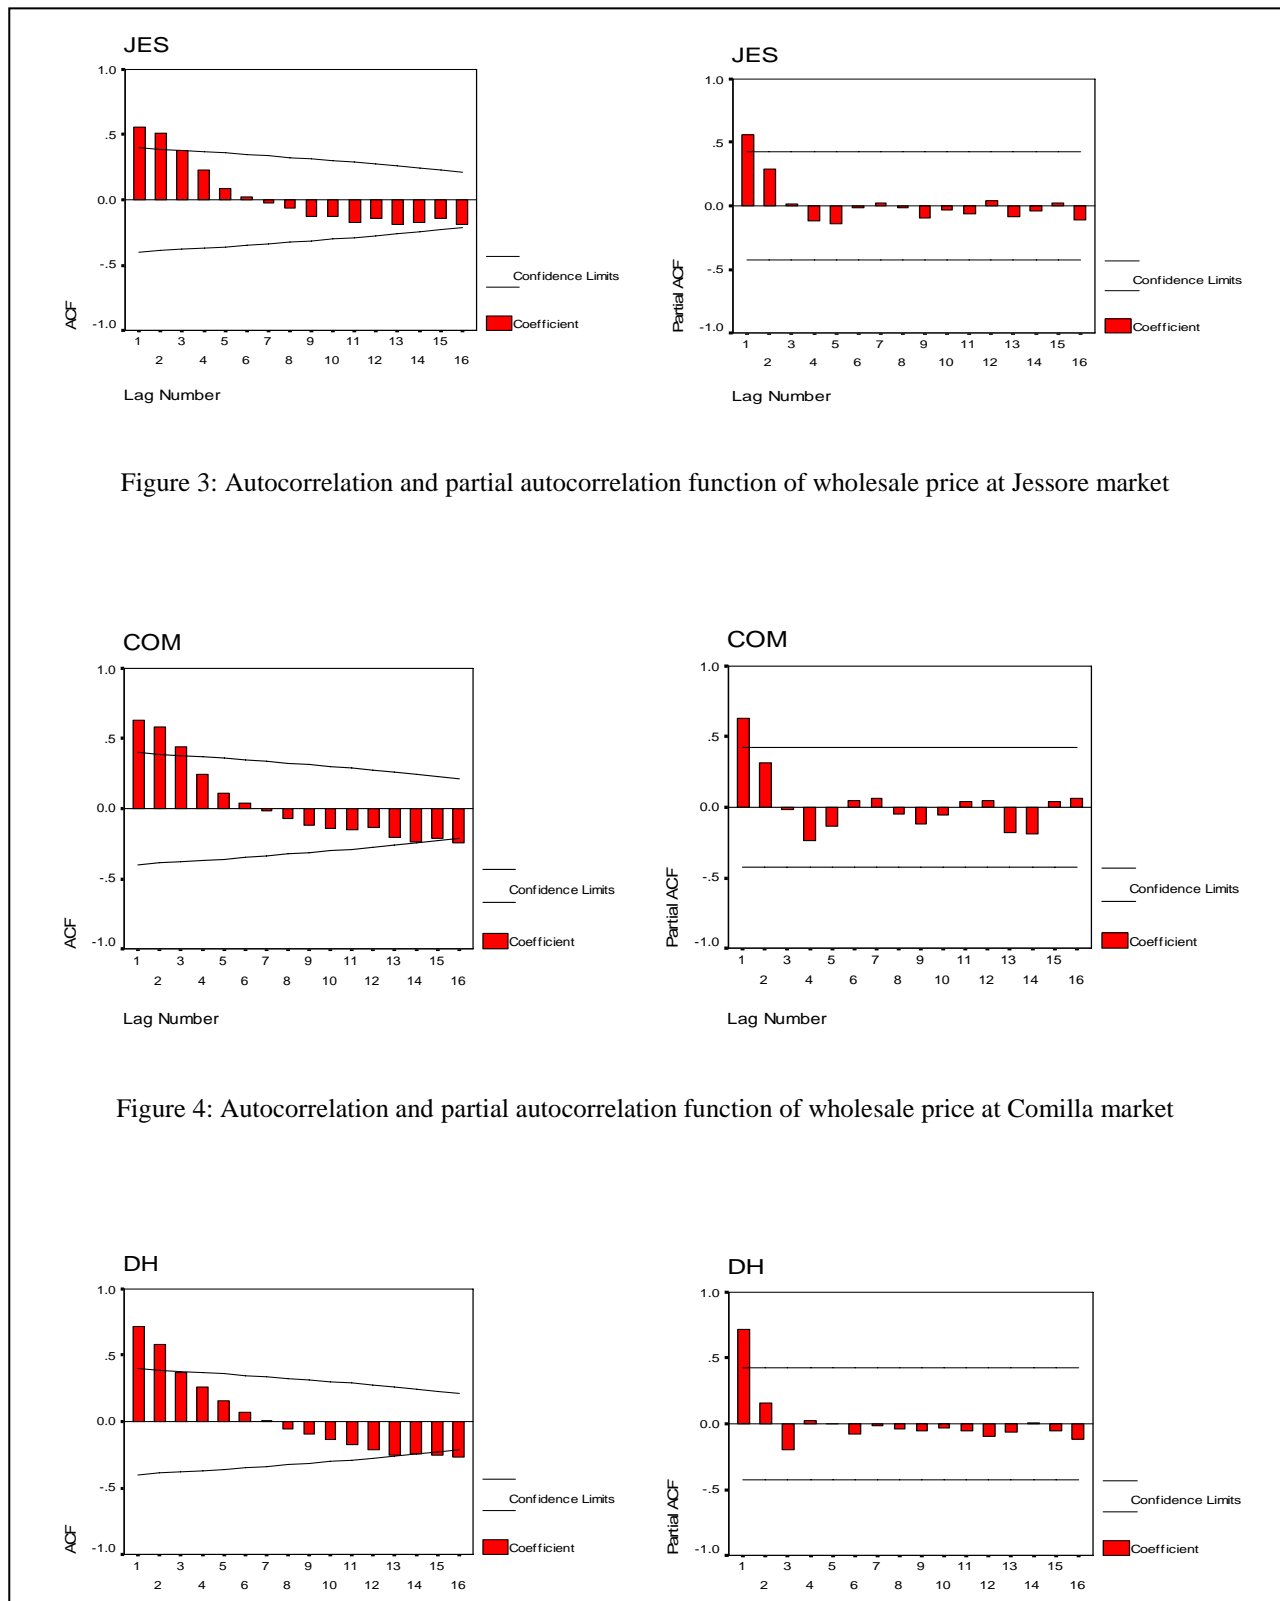 JES
1.0
.5
0.0
-.5
-1.0
ACF
1 3 5 7 9 11 13 15
2 4 6 8 10 12 14 16
Lag Number
Confidence Limits
Coefficient
JES
1.0
.5
0.0
-.5
-1.0
Partial ACF
1 3 5 7 9 11 13 15
2 4 6 8 10 12 14 16
Lag Number
Confidence Limits
Coefficient
Figure 3: Autocorrelation and partial autocorrelation function of wholesale price at Jessore market
COM
1.0
.5
0.0
-.5
-1.0
ACF
1 3 5 7 9 11 13 15
2 4 6 8 10 12 14 16
Lag Number
Confidence Limits
Coefficient
COM
1.0
.5
0.0
-.5
-1.0
Partial ACF
1 3 5 7 9 11 13 15
2 4 6 8 10 12 14 16
Lag Number
Confidence Limits
Coefficient
Figure 4: Autocorrelation and partial autocorrelation function of wholesale price at Comilla market
DH
1.0
.5
0.0
-.5
-1.0
ACF
1 3 5 7 9 11 13 15
2 4 6 8 10 12 14 16
Confidence Limits
Coefficient
DH
1.0
.5
0.0
-.5
-1.0
Partial ACF
1 3 5 7 9 11 13 15
2 4 6 8 10 12 14 16
Confidence Limits
Coefficient